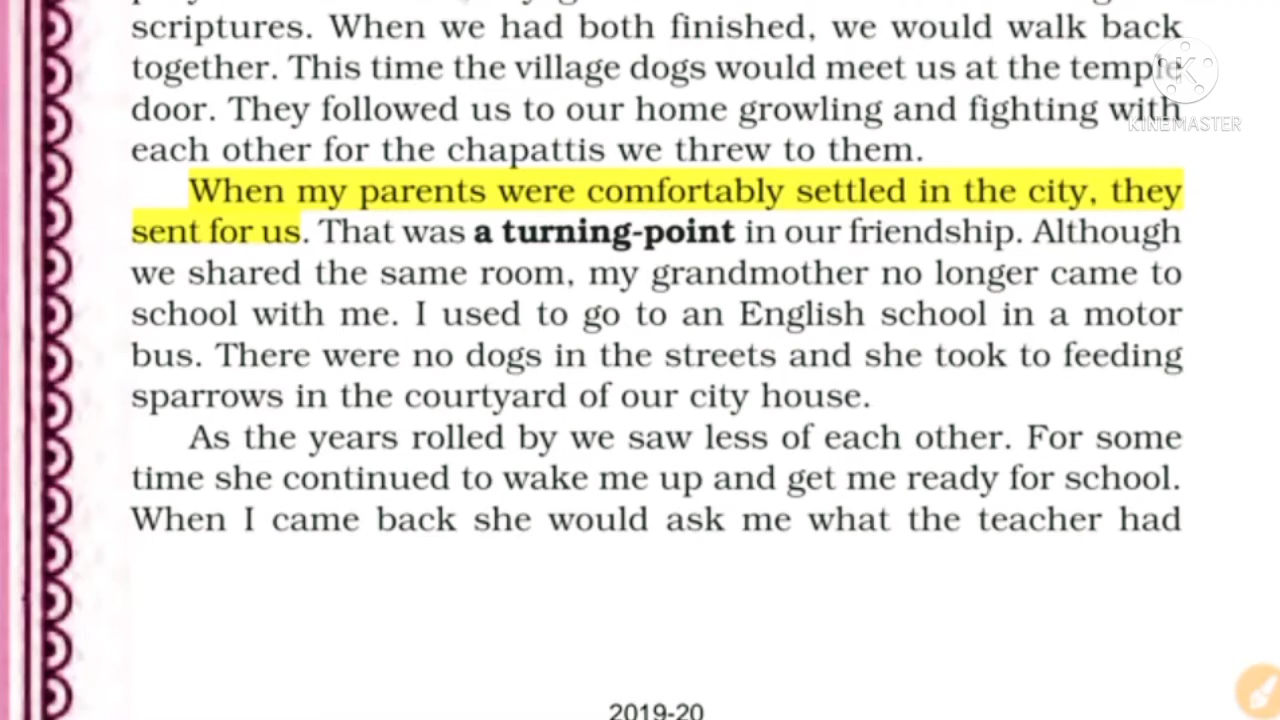 scriptures. When we had both finished, we would walk back
together. This time the village dogs would meet us at the temple
door. They followed us to our home growling and fighting with
each other for the chapattis we threw to them.
When my parents were comfortably settled in the city, they
sent for us. That was a turning-point in our friendship. Although
we shared the same room, my grandmother no longer came to
school with me. I used to go to an English school in a motor
bus. There were no dogs in the streets and she took to feeding
sparrows in the courtyard of our city house.
As the years rolled by we saw less of each other. For some
time she continued to wake me up and get me ready for school.
When I came back she would ask me what the teacher had
2019-20
K
KINEMASTER